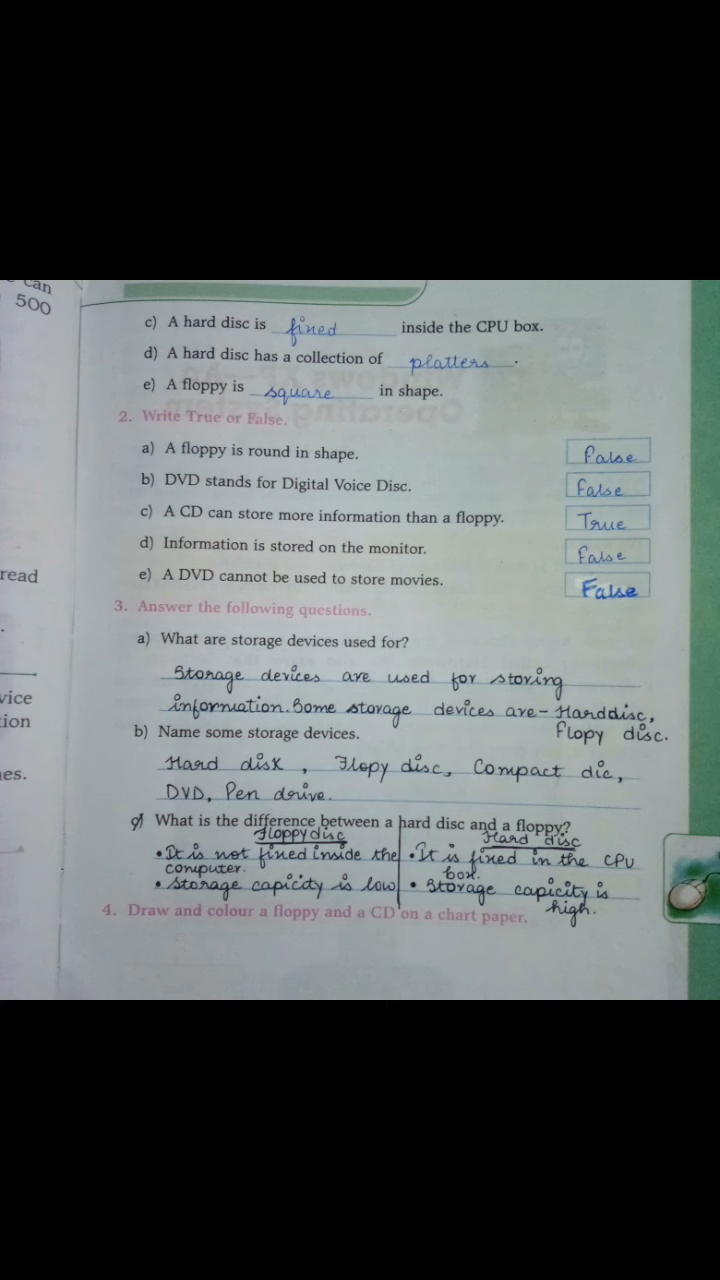 can
500
c) A hard disc is fixed inside the CPU box.
d) A hard disc has a collection of platters.
e) A floppy is square in shape.
2. Write True or False.
a) A floppy is round in shape. False
b) DVD stands for Digital Voice Disc. False
c) A CD can store more information than a floppy. True
d) Information is stored on the monitor. False
read
e) A DVD cannot be used to store movies. False
3. Answer the following questions.
a) What are storage devices used for?
Storage devices are used for storing
information. Some storage devices are - Harddisc,
Flopy disc.
vice
tion
b) Name some storage devices.
Hard disk, Flopy disc, Compact dic,
nes.
DVD, Pen drive.
c) What is the difference between a hard disc and a floppy?
Floppy disc Hard disc
• It is not fixed inside the • It is fixed in the CPU
computer. box.
• Storage capicity is low • Storage capicity is
high.
4. Draw and colour a floppy and a CD on a chart paper.